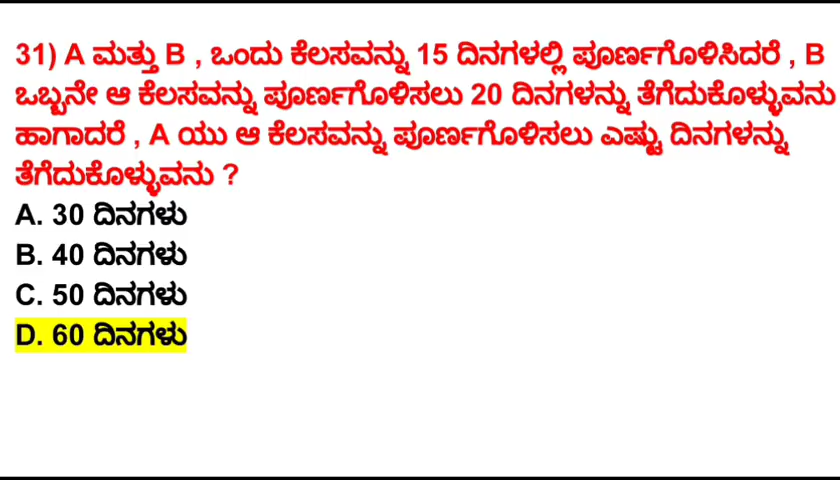 31) A ಮತ್ತು B , ಒಂದು ಕೆಲಸವನ್ನು 15 ದಿನಗಳಲ್ಲಿ ಪೂರ್ಣಗೊಳಿಸಿದರೆ , B
ಒಬ್ಬನೇ ಆ ಕೆಲಸವನ್ನು ಪೂರ್ಣಗೊಳಿಸಲು 20 ದಿನಗಳನ್ನು ತೆಗೆದುಕೊಳ್ಳುವನು
ಹಾಗಾದರೆ , A ಯು ಆ ಕೆಲಸವನ್ನು ಪೂರ್ಣಗೊಳಿಸಲು ಎಷ್ಟು ದಿನಗಳನ್ನು
ತೆಗೆದುಕೊಳ್ಳುವನು ?
A. 30 ದಿನಗಳು
B. 40 ದಿನಗಳು
C. 50 ದಿನಗಳು
D. 60 ದಿನಗಳು